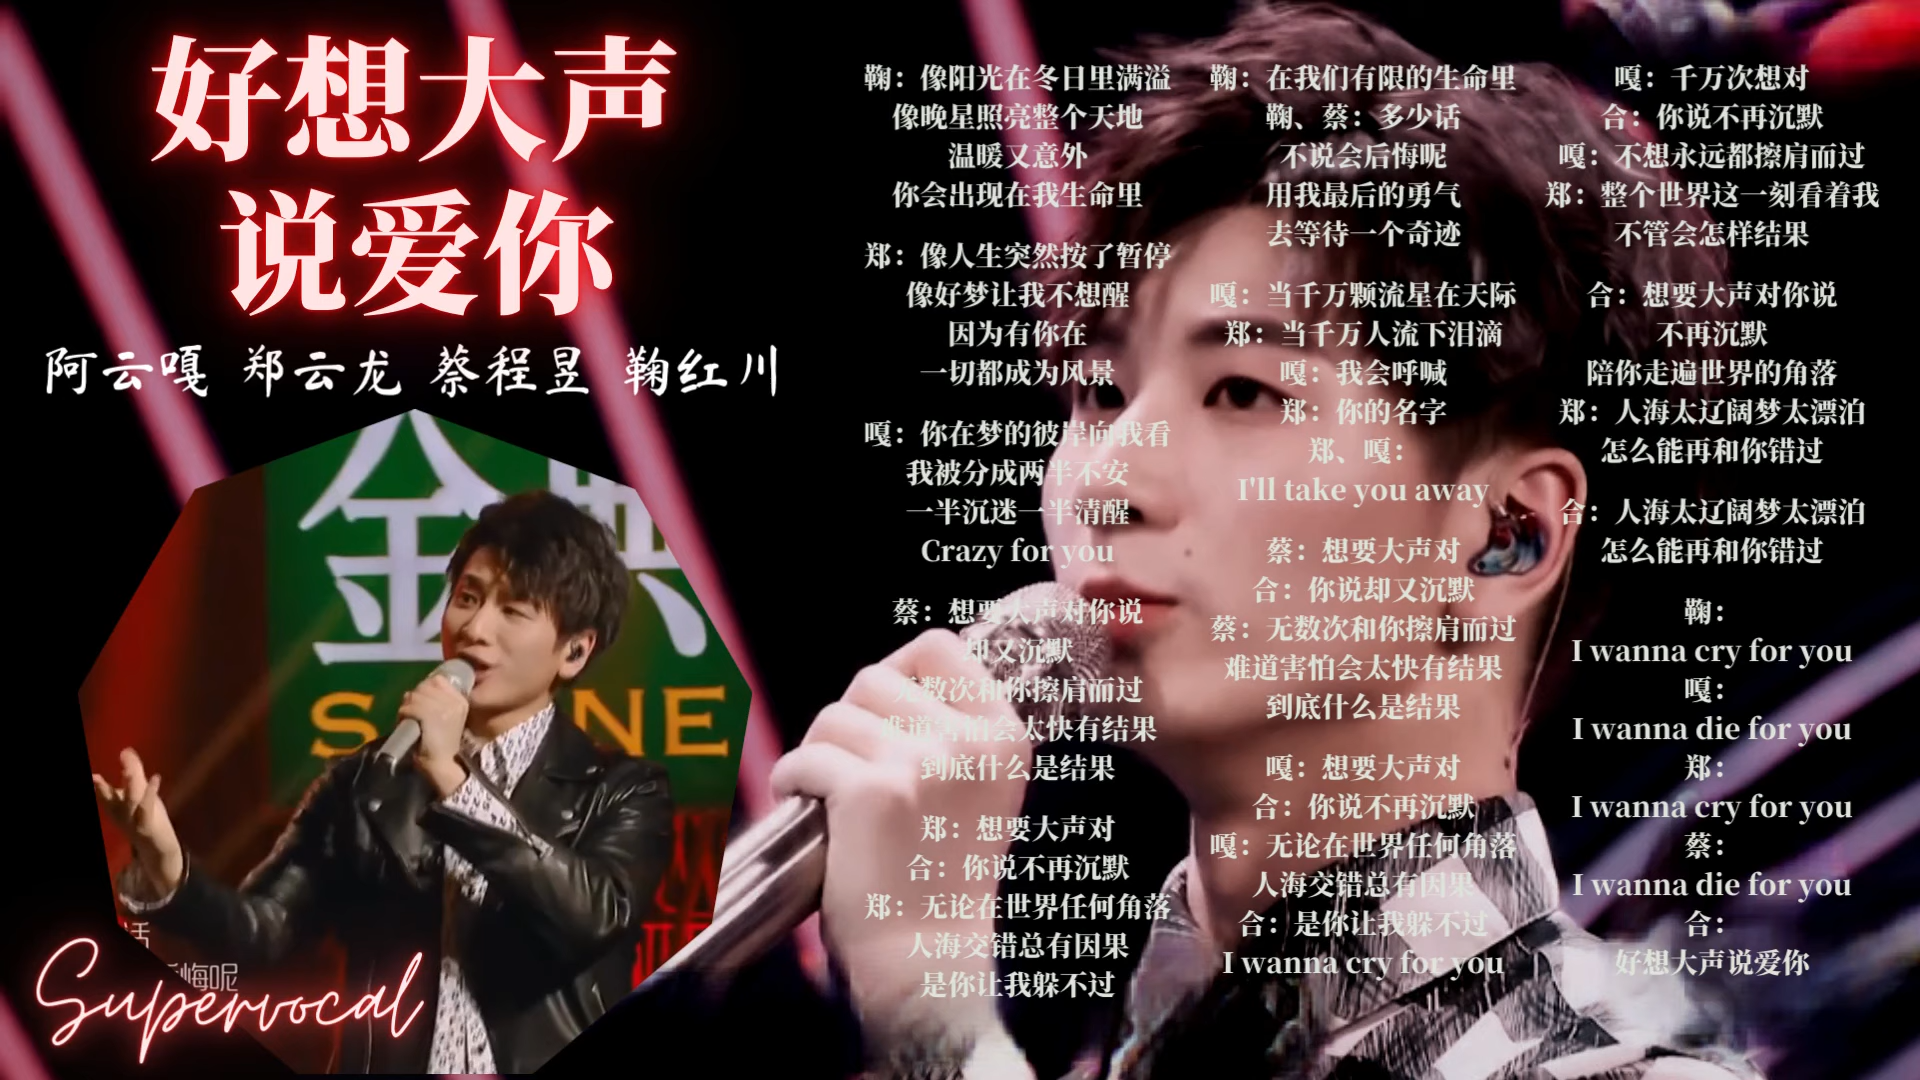 好想大声
说爱你
阿云嘎 郑云龙 蔡程昱 鞠红川
金典
S NE
话
悔呢
Supervocal
鞠：像阳光在冬日里满溢
像晚星照亮整个天地
温暖又意外
你会出现在我生命里
郑：像人生突然按了暂停
像好梦让我不想醒
因为有你在
一切都成为风景
嘎：你在梦的彼岸向我看
我被分成两半不安
一半沉迷一半清醒
Crazy for you
蔡：想要大声对你说
却又沉默
无数次和你擦肩而过
难道害怕会太快有结果
到底什么是结果
郑：想要大声对
合：你说不再沉默
郑：无论在世界任何角落
人海交错总有因果
是你让我躲不过
鞠：在我们有限的生命里
鞠、蔡：多少话
不说会后悔呢
用我最后的勇气
去等待一个奇迹
嘎：当千万颗流星在天际
郑：当千万人流下泪滴
嘎：我会呼喊
郑：你的名字
郑、嘎：
I'll take you away
蔡：想要大声对
合：你说却又沉默
蔡：无数次和你擦肩而过
难道害怕会太快有结果
到底什么是结果
嘎：想要大声对
合：你说不再沉默
嘎：无论在世界任何角落
人海交错总有因果
合：是你让我躲不过
I wanna cry for you
嘎：千万次想对
合：你说不再沉默
嘎：不想永远都擦肩而过
郑：整个世界这一刻看着我
不管会怎样结果
合：想要大声对你说
不再沉默
陪你走遍世界的角落
郑：人海太辽阔梦太漂泊
怎么能再和你错过
合：人海太辽阔梦太漂泊
怎么能再和你错过
鞠：
I wanna cry for you
嘎：
I wanna die for you
郑：
I wanna cry for you
蔡：
I wanna die for you
合：
好想大声说爱你